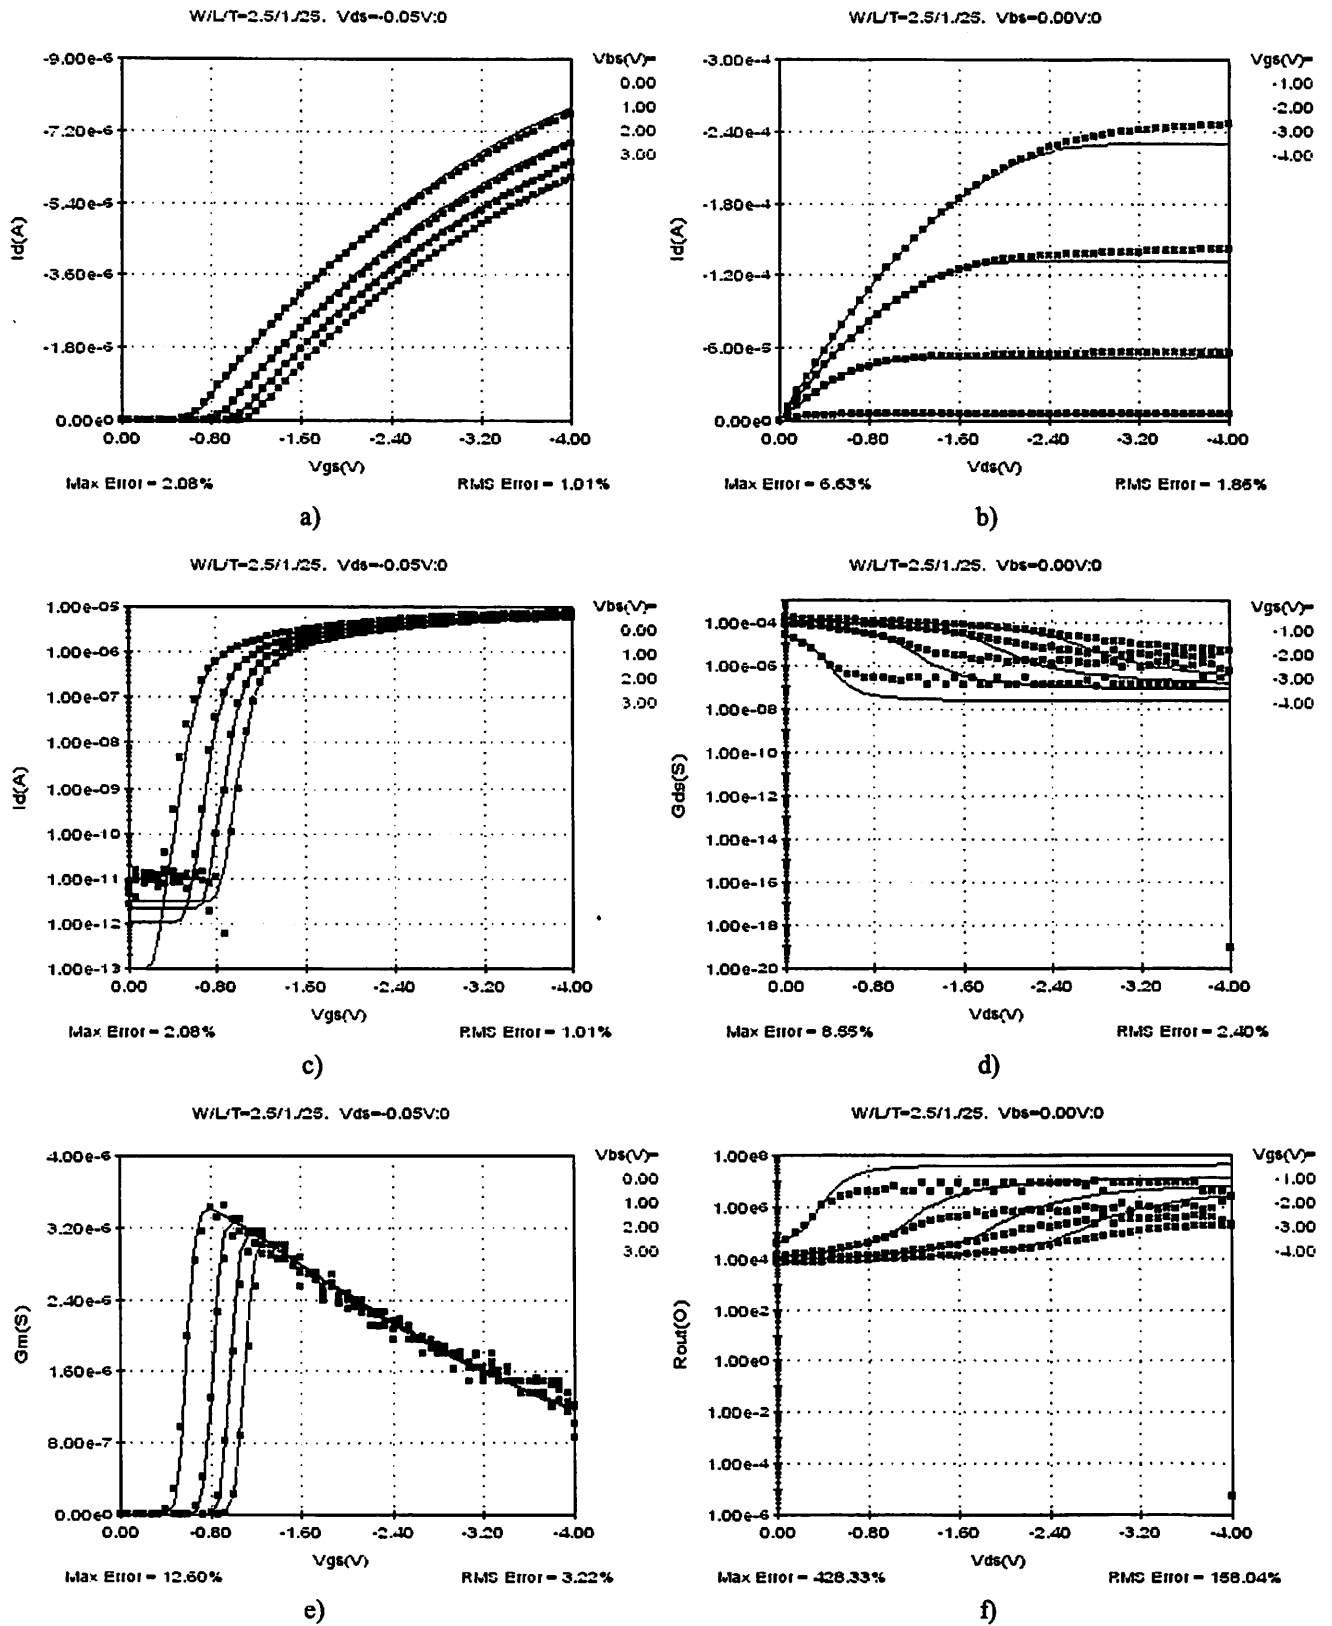 W/L/T=2.5/1./25. Vds=-0.05V:0
Vbs(V)=
0.00
1.00
2.00
3.00
-9.00e-6
-7.20e-6
-5.40e-6
-3.60e-6
-1.80e-6
0.00e0
Id(A)
0.00 -0.80 -1.60 -2.40 -3.20 -4.00
Vgs(V)
Max Error = 2.08% RMS Error = 1.01%
a)
W/L/T=2.5/1./25. Vbs=0.00V:0
Vgs(V)=
-1.00
-2.00
-3.00
-4.00
-3.00e-4
-2.40e-4
-1.80e-4
-1.20e-4
-6.00e-5
0.00e0
Id(A)
0.00 -0.80 -1.60 -2.40 -3.20 -4.00
Vds(V)
Max Error = 6.63% RMS Error = 1.86%
b)
W/L/T=2.5/1./25. Vds=-0.05V:0
Vbs(V)=
0.00
1.00
2.00
3.00
1.00e-05
1.00e-06
1.00e-07
1.00e-08
1.00e-09
1.00e-10
1.00e-11
1.00e-12
1.00e-13
Id(A)
0.00 -0.80 -1.60 -2.40 -3.20 -4.00
Vgs(V)
Max Error = 2.08% RMS Error = 1.01%
c)
W/L/T=2.5/1./25. Vbs=0.00V:0
Vgs(V)=
-1.00
-2.00
-3.00
-4.00
1.00e-04
1.00e-06
1.00e-08
1.00e-10
1.00e-12
1.00e-14
1.00e-16
1.00e-18
1.00e-20
Gds(S)
0.00 -0.80 -1.60 -2.40 -3.20 -4.00
Vds(V)
Max Error = 8.55% RMS Error = 2.40%
d)
W/L/T=2.5/1./25. Vds=-0.05V:0
Vbs(V)=
0.00
1.00
2.00
3.00
4.00e-6
3.20e-6
2.40e-6
1.60e-6
8.00e-7
0.00e0
Gm(S)
0.00 -0.80 -1.60 -2.40 -3.20 -4.00
Vgs(V)
Max Error = 12.60% RMS Error = 3.22%
e)
W/L/T=2.5/1./25. Vbs=0.00V:0
Vgs(V)=
-1.00
-2.00
-3.00
-4.00
1.00e8
1.00e6
1.00e4
1.00e2
1.00e0
1.00e-2
1.00e-4
1.00e-6
Rout(O)
0.00 -0.80 -1.60 -2.40 -3.20 -4.00
Vds(V)
Max Error = 428.33% RMS Error = 158.04%
f)